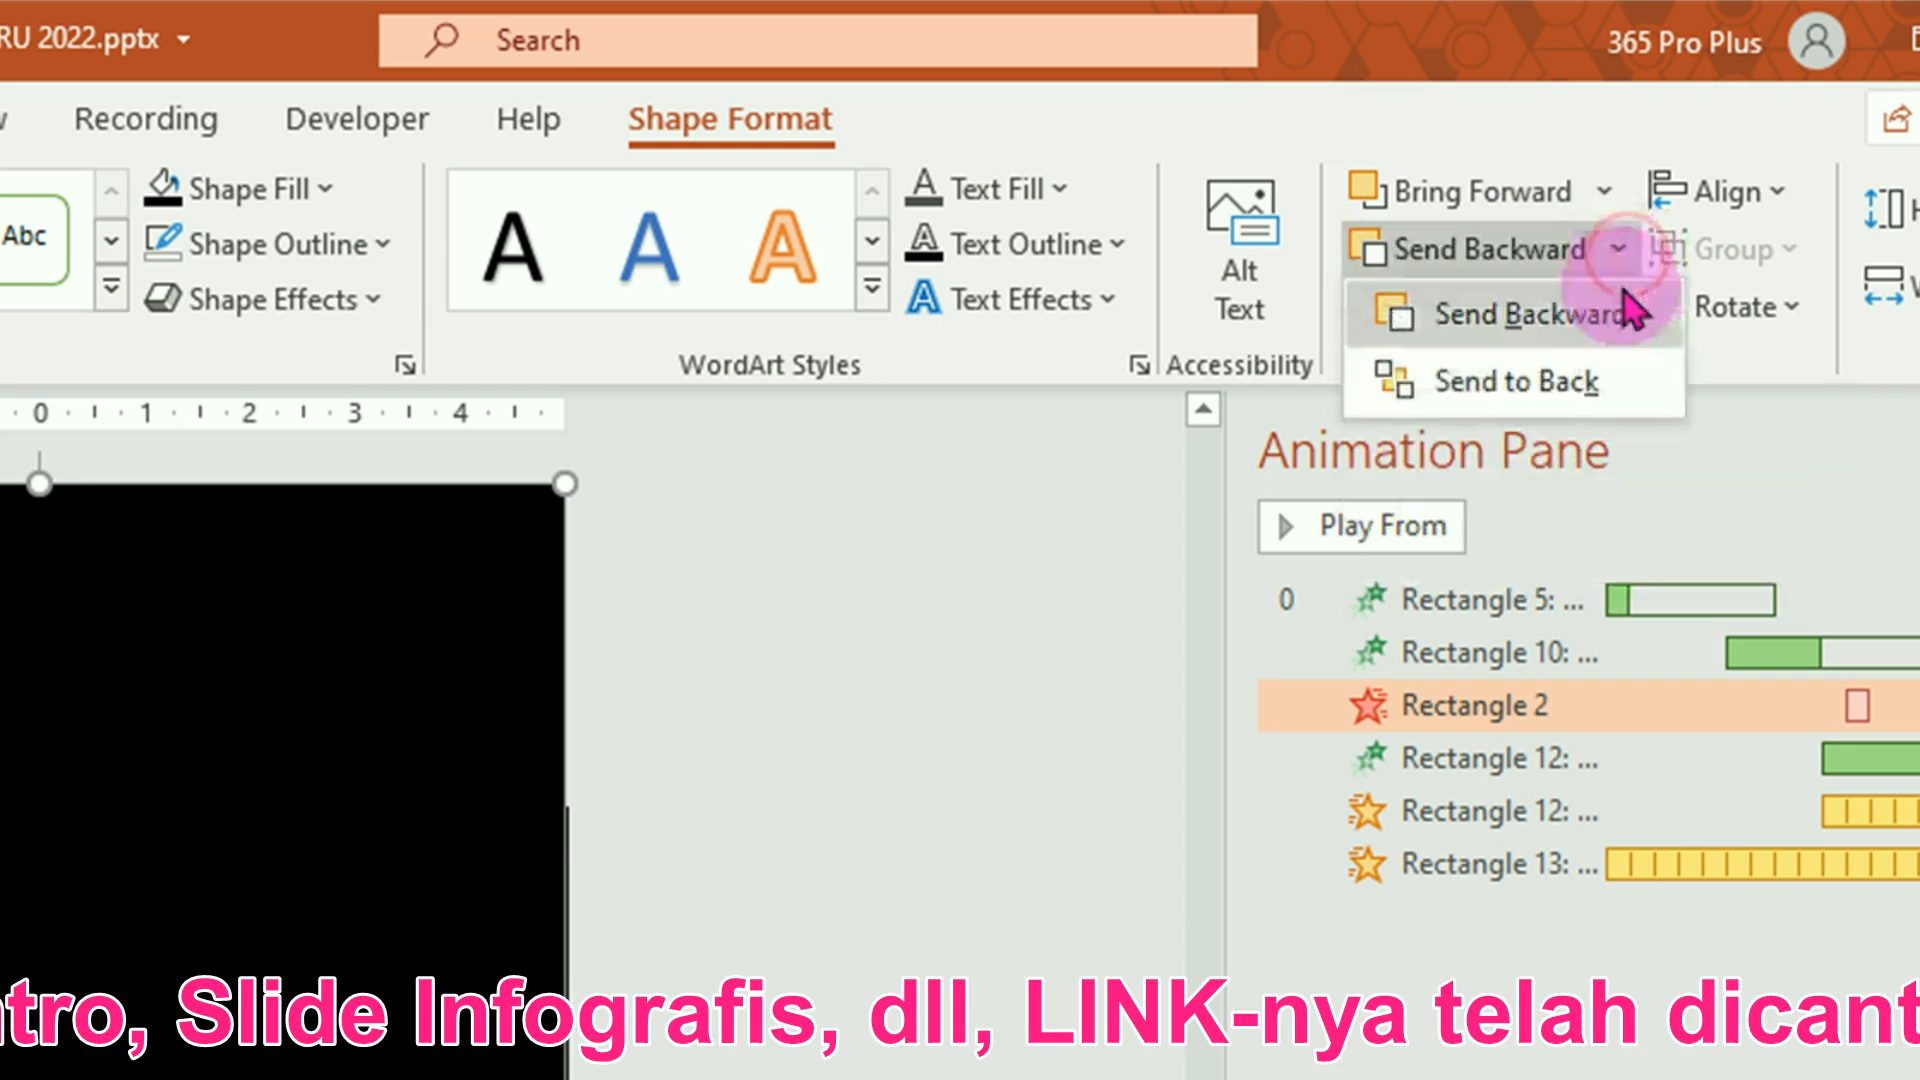 RU 2022.pptx
Search
365 Pro Plus
Recording Developer Help Shape Format
Abc
Shape Fill
Shape Outline
Shape Effects
A A A
Text Fill
Text Outline
Text Effects
WordArt Styles
Alt
Text
Accessibility
Bring Forward
Send Backward
Send Backward
Send to Back
Align
Group
Rotate
0 1 2 3 4
Animation Pane
Play From
0 Rectangle 5: ...
Rectangle 10: ...
Rectangle 2
Rectangle 12: ...
Rectangle 12: ...
Rectangle 13: ...
ntro, Slide Infografis, dll, LINK-nya telah dicant